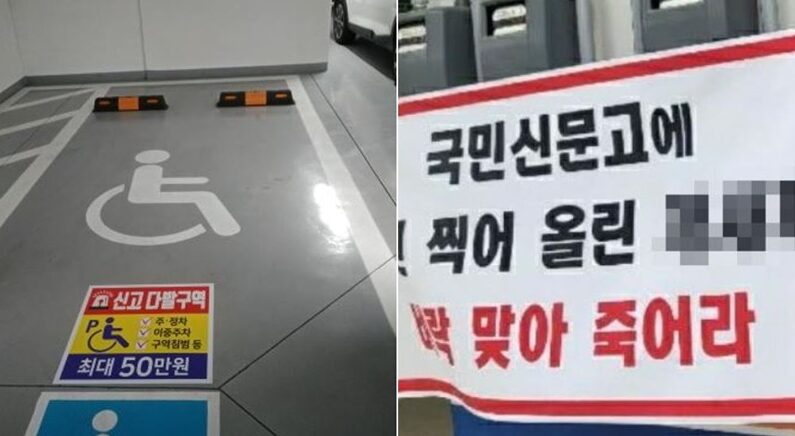 신고 다발구역
P
주·정차
이중주차
구역침범 등
최대 50만원
국민신문고에
찍어 올린
맞아 죽어라